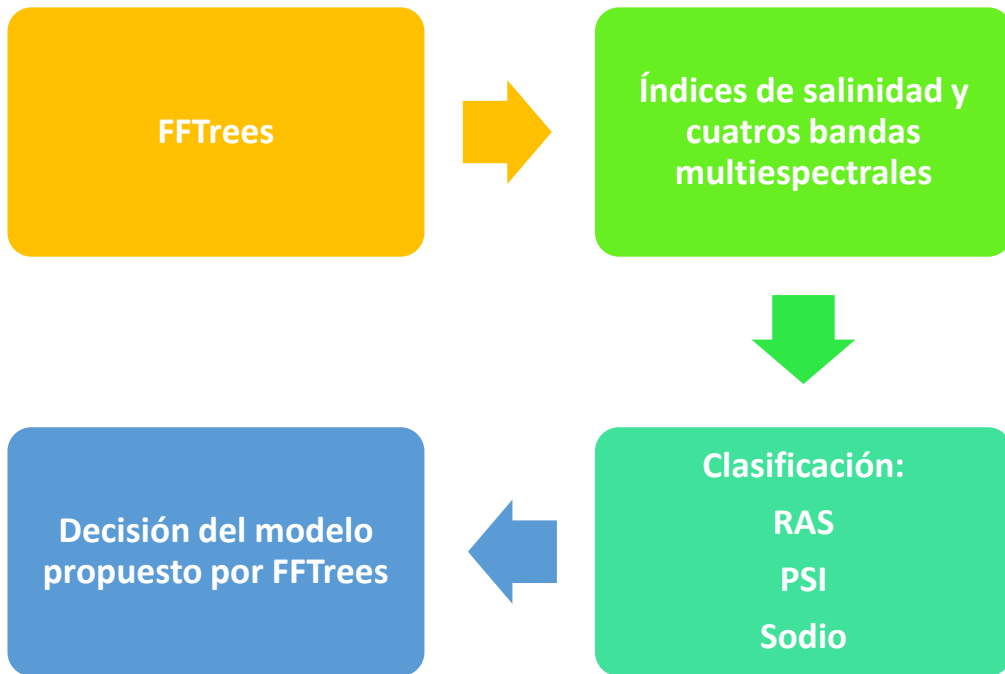 FFTrees
Índices de salinidad y
cuatros bandas
multiespectrales
Clasificación:
RAS
PSI
Sodio
Decisión del modelo
propuesto por FFTrees